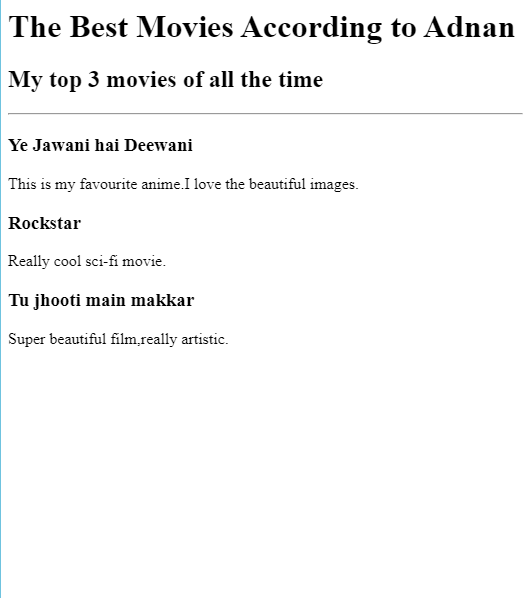 The Best Movies According to Adnan
My top 3 movies of all the time
Ye Jawani hai Deewani
This is my favourite anime.I love the beautiful images.
Rockstar
Really cool sci-fi movie.
Tu jhooti main makkar
Super beautiful film,really artistic.